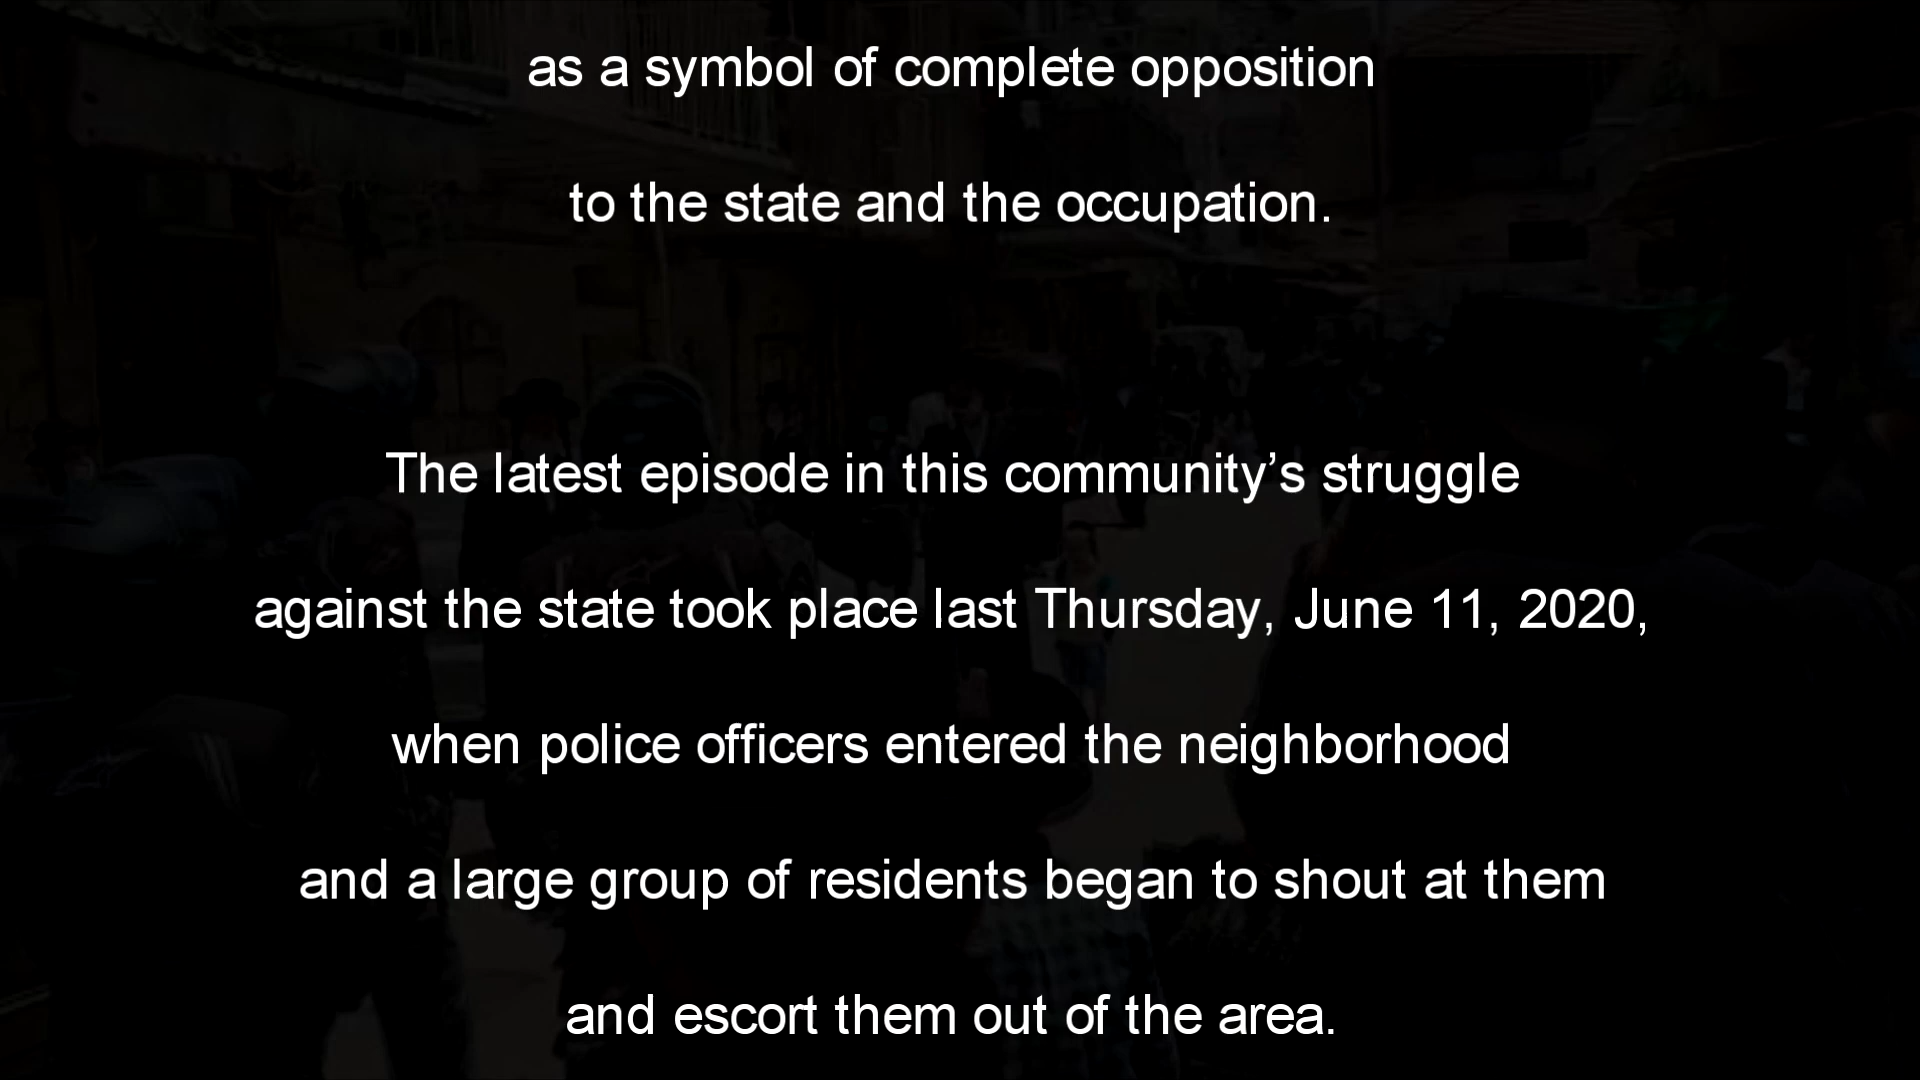 as a symbol of complete opposition
to the state and the occupation.
The latest episode in this community’s struggle
against the state took place last Thursday, June 11, 2020,
when police officers entered the neighborhood
and a large group of residents began to shout at them
and escort them out of the area.